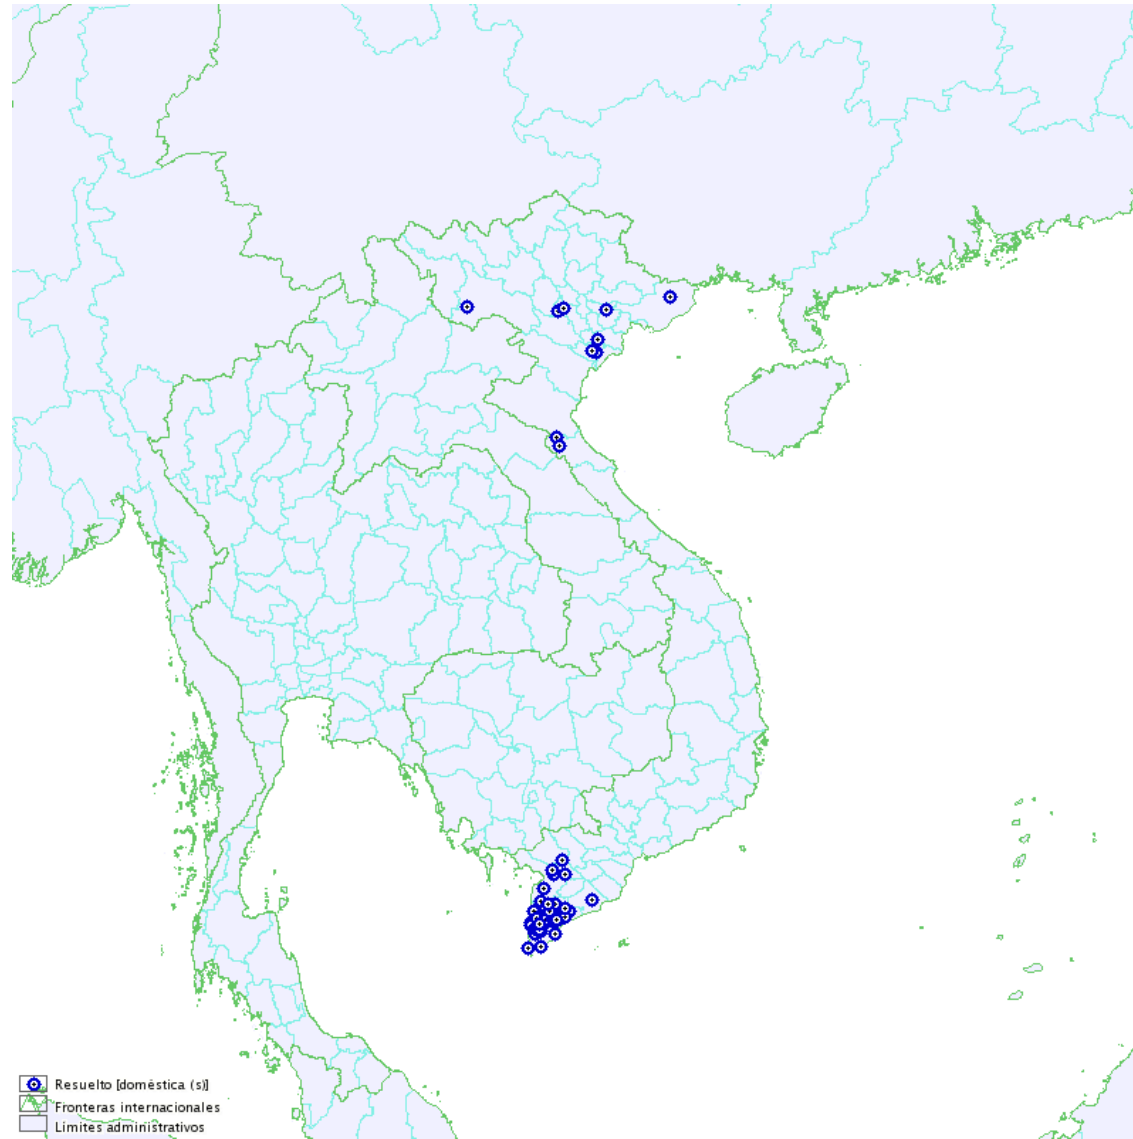 Resuelto [doméstica (s)]
Fronteras internacionales
Límites administrativos